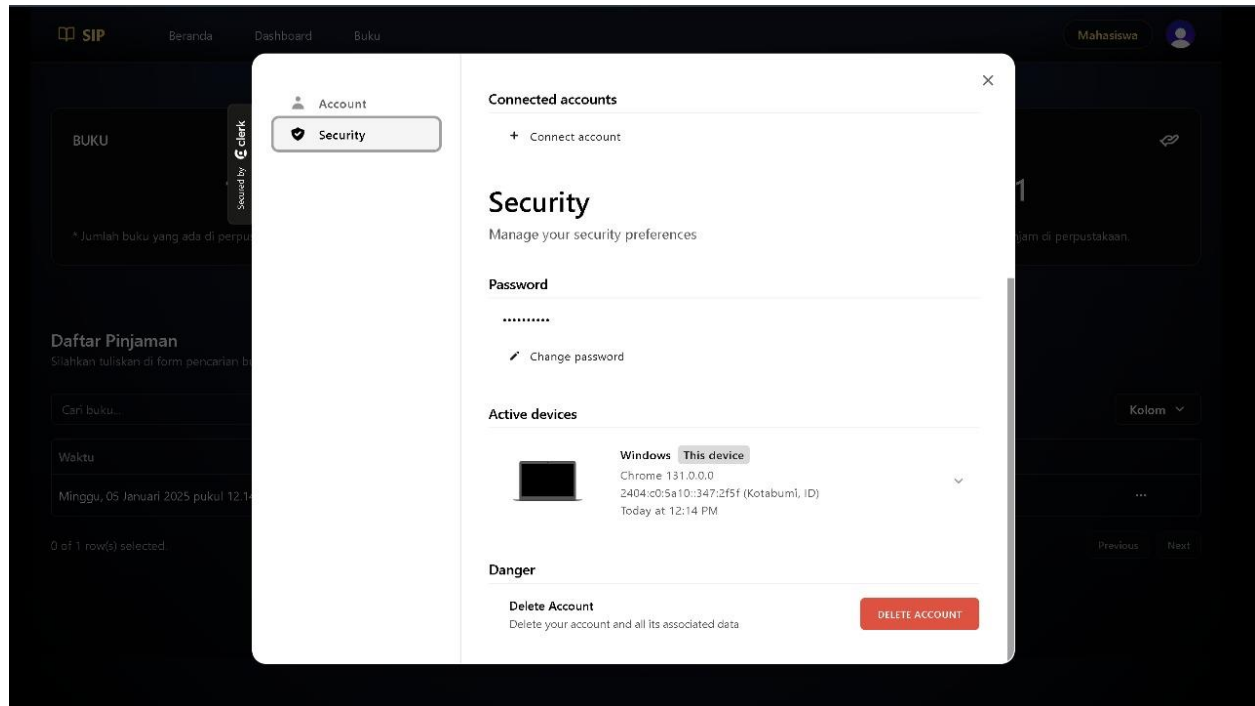 SIP
Beranda
Dashboard
Buku
Mahasiswa
Account
Security
Secured by clerk
Connected accounts
+ Connect account
Security
Manage your security preferences
Password
••••••••••
Change password
Active devices
Windows This device
Chrome 131.0.0.0
2404:c0:5a10::347:2f5f (Kotabumi, ID)
Today at 12:14 PM
Danger
Delete Account
Delete your account and all its associated data
DELETE ACCOUNT
BUKU
1
* Jumlah buku yang ada di
di perpustakaan.
Daftar Pinjaman
Silahkan tuliskan di form pencarian
Cari buku...
Kolom
Waktu
Minggu, 05 Januari 2025 pukul 12.14
...
0 of 1 row(s) selected.
Previous
Next